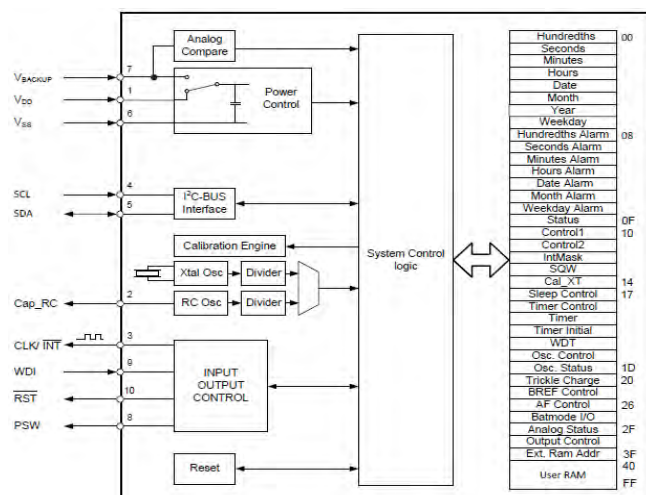 Analog
Compare
Power
Control
V_BACKUP 7
V_DD 1
V_SS 6
SCL 4
SDA 5
I²C-BUS
Interface
Calibration Engine
Xtal Osc
Divider
RC Osc
Divider
Cap_RC 2
CLK/ I̅N̅T̅ 3
WDI 9
R̅S̅T̅ 10
PSW 8
INPUT
OUTPUT
CONTROL
Reset
System Control
logic
Hundredths 00
Seconds
Minutes
Hours
Date
Month
Year
Weekday
Hundredths Alarm 08
Seconds Alarm
Minutes Alarm
Hours Alarm
Date Alarm
Month Alarm
Weekday Alarm
Status 0F
Control1 10
Control2
IntMask
SQW
Cal_XT 14
Sleep Control 17
Timer Control
Timer
Timer Initial
WDT
Osc. Control
Osc. Status 1D
Trickle Charge 20
BREF Control
AF Control 26
Batmode I/O
Analog Status 2F
Output Control
Ext. Ram Addr 3F
40
User RAM
FF